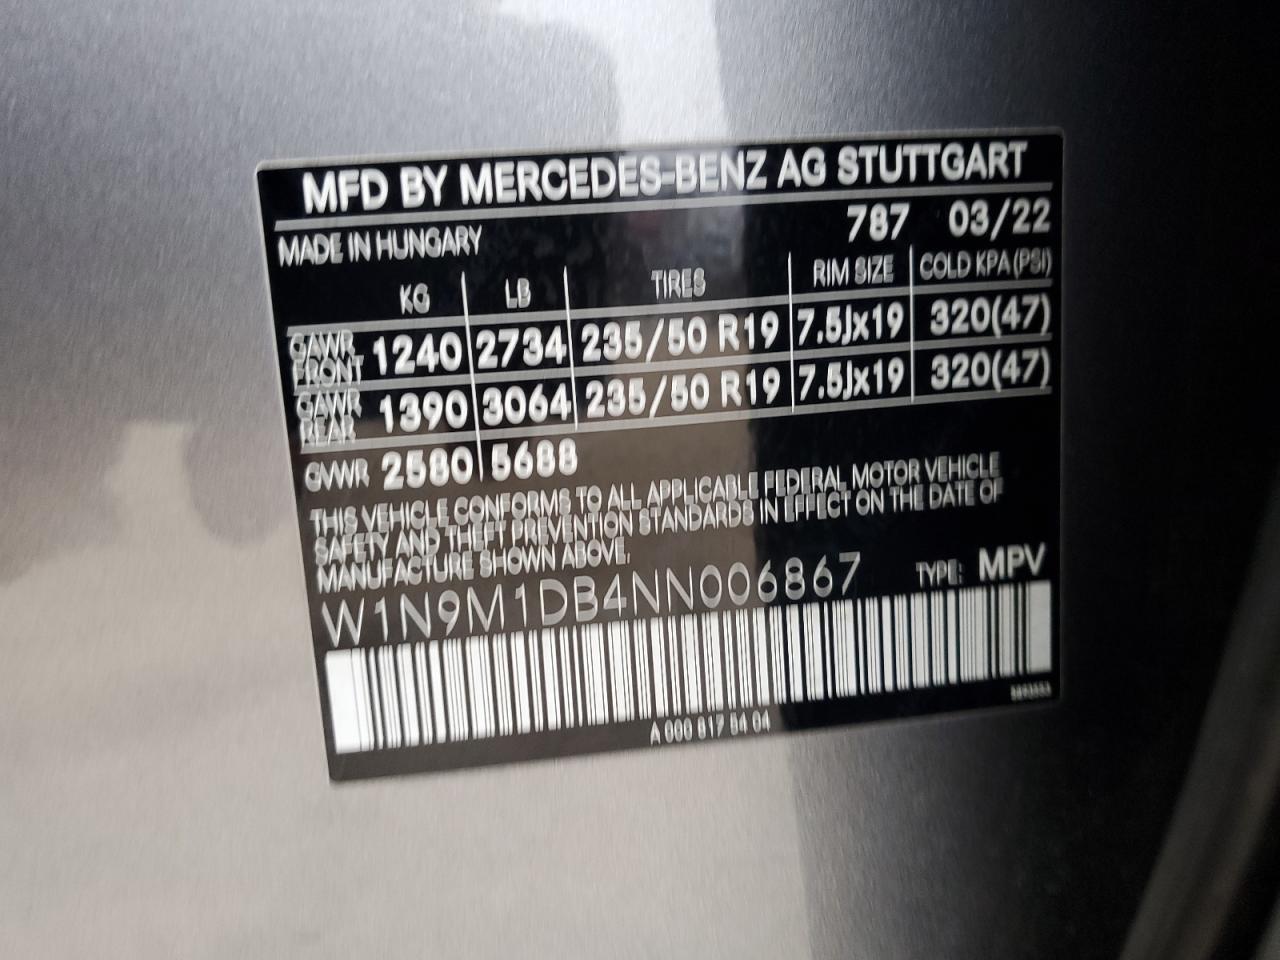 MFD BY MERCEDES-BENZ AG STUTTGART
787 03/22
MADE IN HUNGARY
KG LB TIRES RIM SIZE COLD KPA (PSI)
GAWR FRONT 1240 2734 235/50 R19 7.5Jx19 320(47)
GAWR REAR 1390 3064 235/50 R19 7.5Jx19 320(47)
GVWR 2580 5688
THIS VEHICLE CONFORMS TO ALL APPLICABLE FEDERAL MOTOR VEHICLE
SAFETY AND THEFT PREVENTION STANDARDS IN EFFECT ON THE DATE OF
MANUFACTURE SHOWN ABOVE.
W1N9M1DB4NN006867 TYPE: MPV
A 000 817